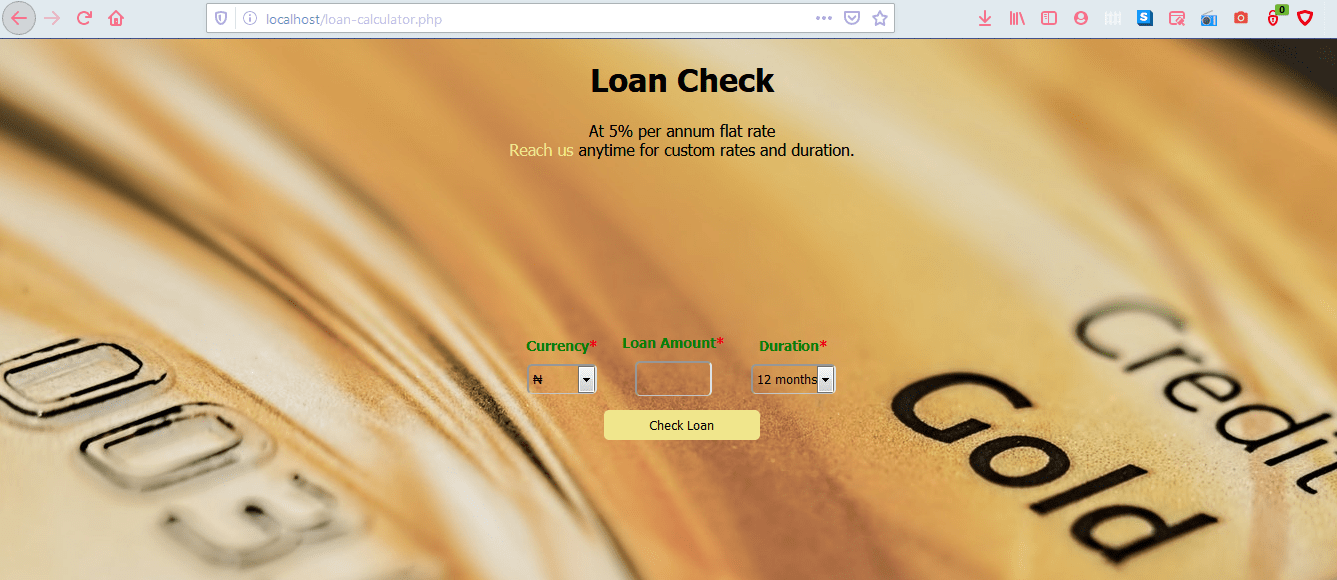 localhost/loan-calculator.php
S
0
Loan Check
At 5% per annum flat rate
Reach us anytime for custom rates and duration.
Currency* Loan Amount* Duration*
₦ 12 months
Check Loan
003
Credit
Gold